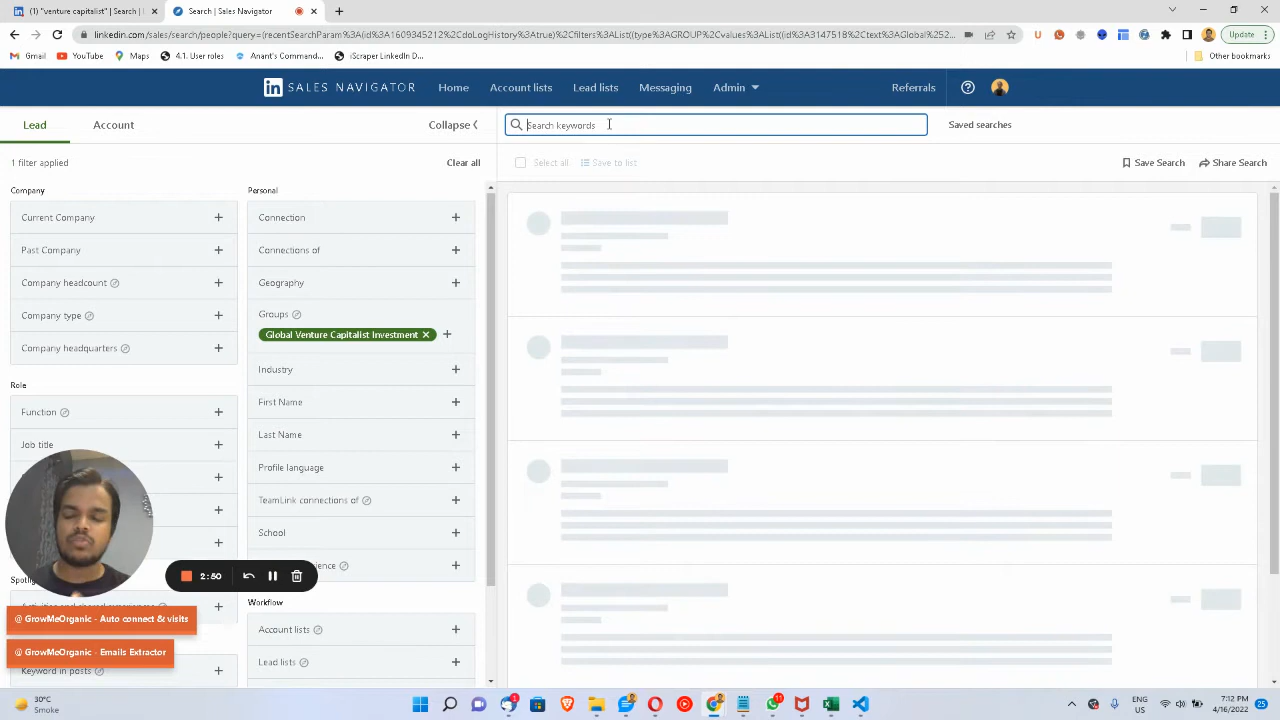 (1) "venture capitalist" | Search |
Search | Sales Navigator
linkedin.com/sales/search/people?query=(recentSearchParam%3A(id%3A1609345212%2CdoLogHistory%3Atrue)%2Cfilters%3AList((type%3AGROUP%2Cvalues%3AList((id%3A3147518%2Ctext%3AGlobal%2...
Update
Gmail
YouTube
Maps
4.1. User roles
Anant's CommonTo...
iScraper LinkedIn D...
Other bookmarks
in SALES NAVIGATOR
Home
Account lists
Lead lists
Messaging
Admin
Referrals
Lead
Account
Collapse
Search keywords
Saved searches
1 filter applied
Clear all
Select all
Save to list
Save Search
Share Search
Company
Current Company
Past Company
Company headcount
Company type
Company headquarters
Role
Function
Job title
Personal
Connection
Connections of
Geography
Groups
Global Venture Capitalist Investment
Industry
First Name
Last Name
Profile language
TeamLink connections of
School
Workflow
Account lists
Lead lists
2:50
@ GrowMeOrganic - Auto connect & visits
@ GrowMeOrganic - Emails Extractor
Keyword in posts
30°C
Smoke
1
11
ENG
US
7:12 PM
4/16/2022